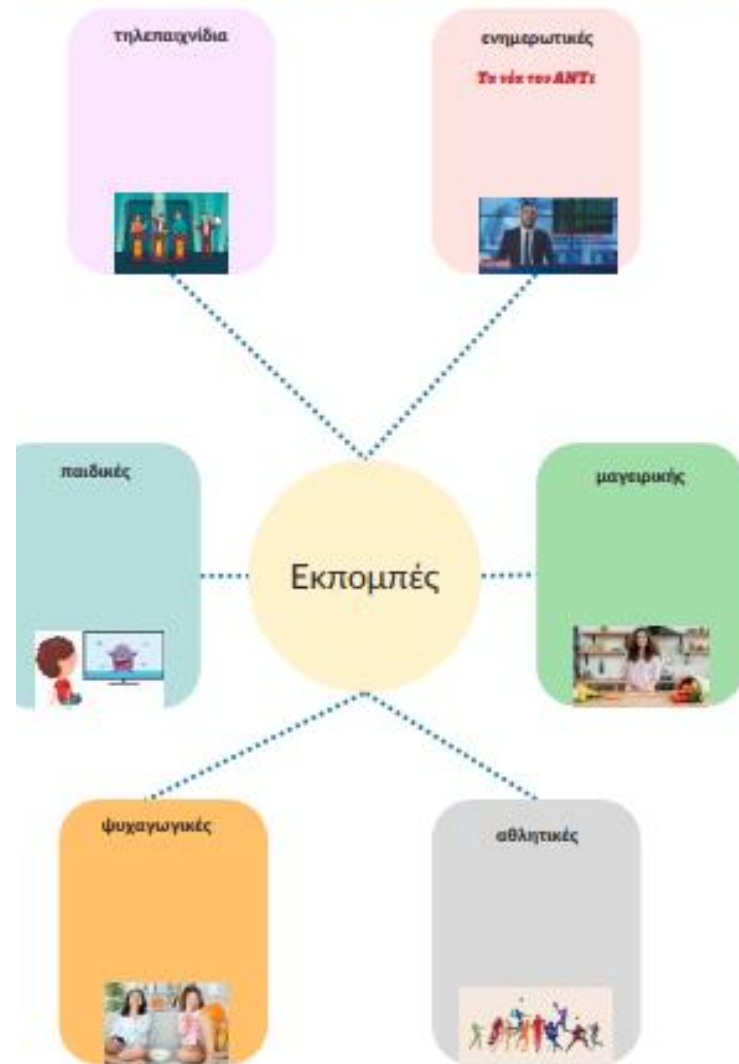 τηλεπαιχνίδια
ενημερωτικές
Τα νέα του ΑΝΤ1
παιδικές
μαγειρικής
Εκπομπές
ψυχαγωγικές
αθλητικές